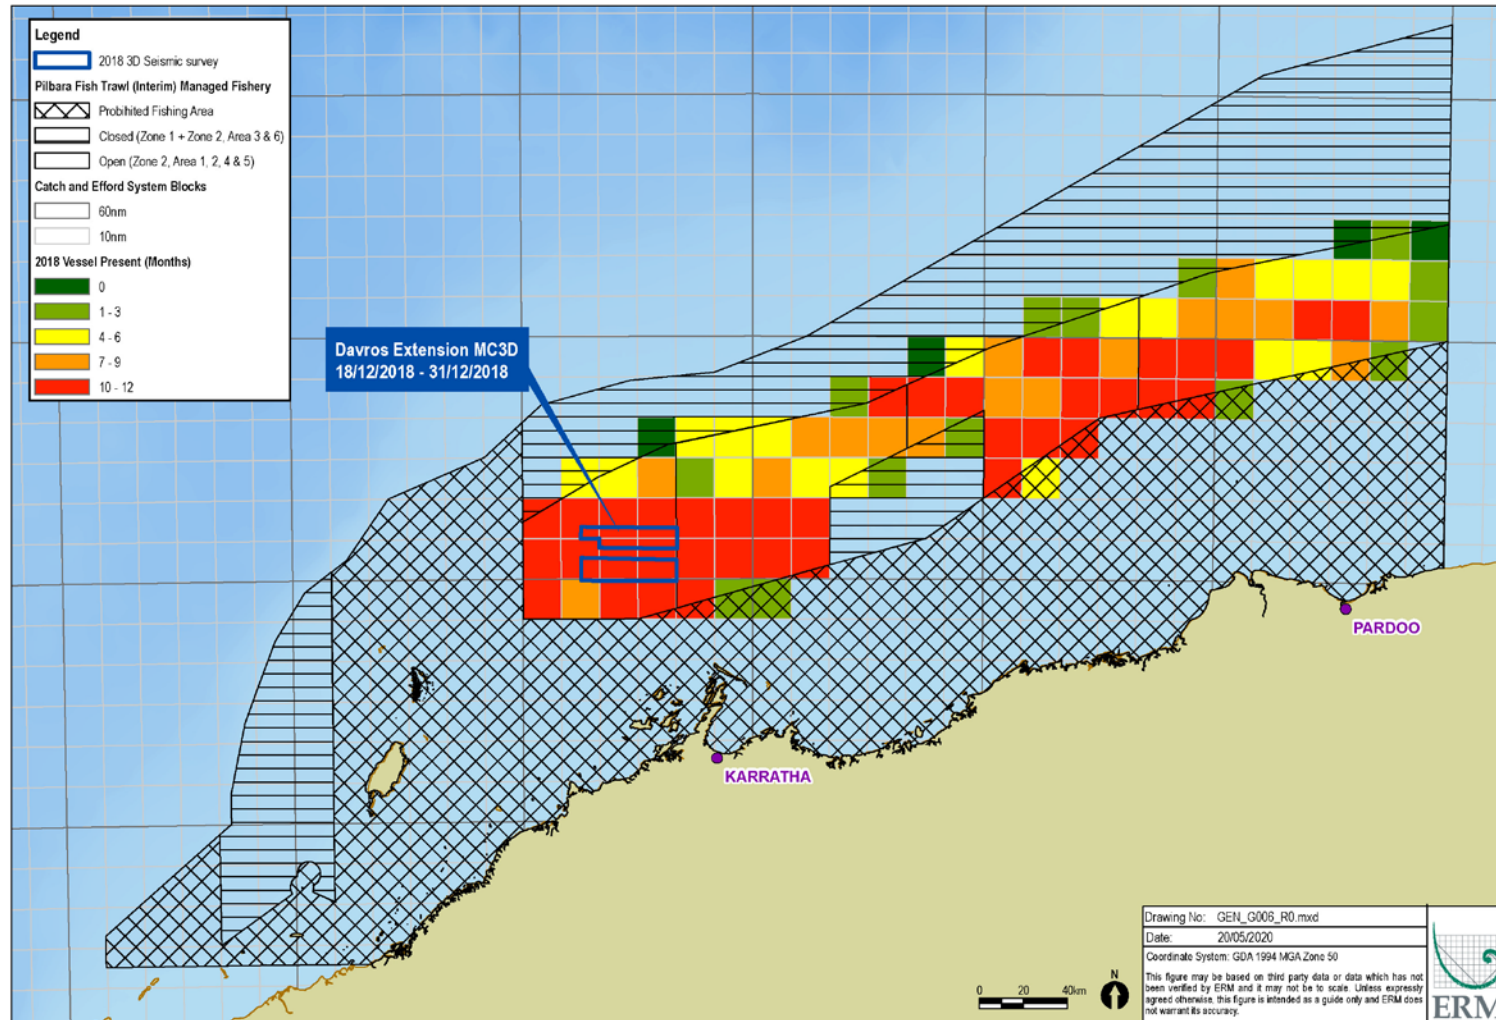 Legend
2018 3D Seismic survey
Pilbara Fish Trawl (Interim) Managed Fishery
Probihited Fishing Area
Closed (Zone 1 + Zone 2, Area 3 & 6)
Open (Zone 2, Area 1, 2, 4 & 5)
Catch and Efford System Blocks
60nm
10nm
2018 Vessel Present (Months)
0
1 - 3
4 - 6
7 - 9
10 - 12
Davros Extension MC3D
18/12/2018 - 31/12/2018
PARDOO
KARRATHA
0 20 40km
N
Drawing No: GEN_G006_R0.mxd
Date: 20/05/2020
Coordinate System: GDA 1994 MGA Zone 50
This figure may be based on third party data or data which has not
been verified by ERM and it may not be to scale. Unless expressly
agreed otherwise, this figure is intended as a guide only and ERM does
not warrant its accuracy.
ERM